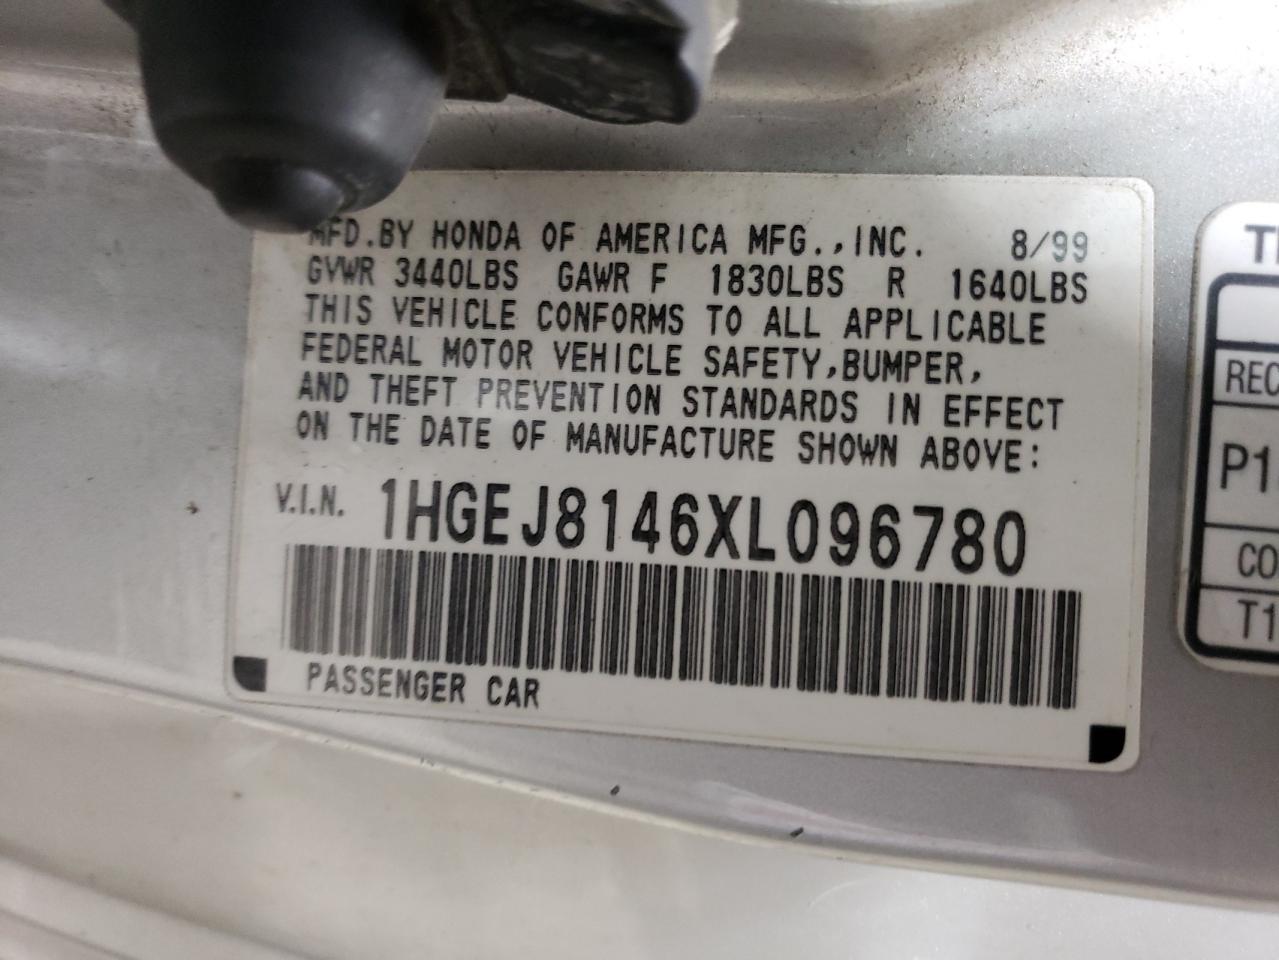 MFD.BY HONDA OF AMERICA MFG.,INC. 8/99
GVWR 3440LBS GAWR F 1830LBS R 1640LBS
THIS VEHICLE CONFORMS TO ALL APPLICABLE
FEDERAL MOTOR VEHICLE SAFETY,BUMPER,
AND THEFT PREVENTION STANDARDS IN EFFECT
ON THE DATE OF MANUFACTURE SHOWN ABOVE:
V.I.N. 1HGEJ8146XL096780
PASSENGER CAR
P1
T1